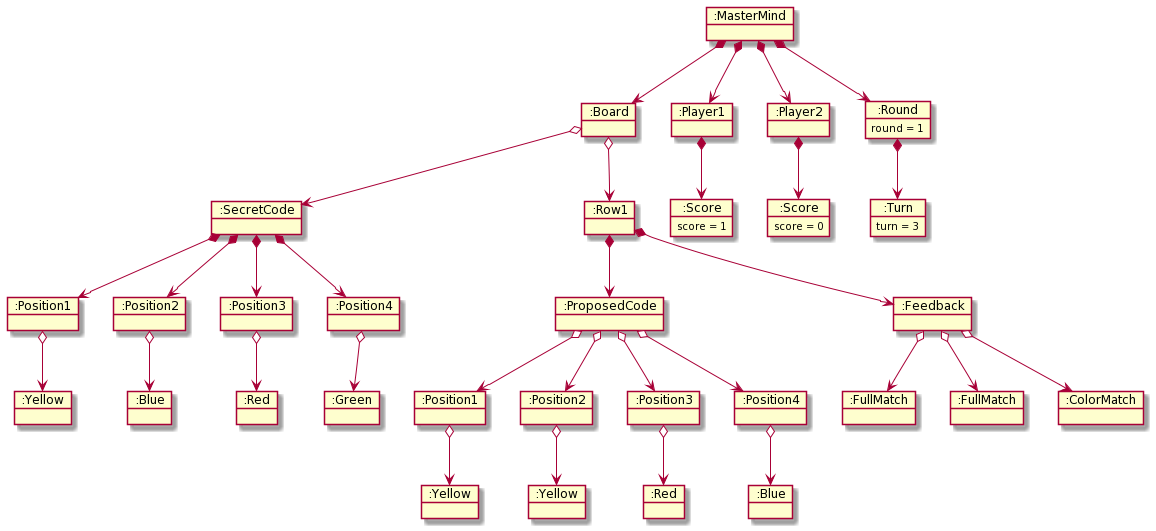 :MasterMind
:Board
:Player1
:Player2
:Round
round = 1
:SecretCode
:Row1
:Score
score = 1
:Score
score = 0
:Turn
turn = 3
:Position1
:Position2
:Position3
:Position4
:ProposedCode
:Feedback
:Yellow
:Blue
:Red
:Green
:Position1
:Position2
:Position3
:Position4
:FullMatch
:FullMatch
:ColorMatch
:Yellow
:Yellow
:Red
:Blue